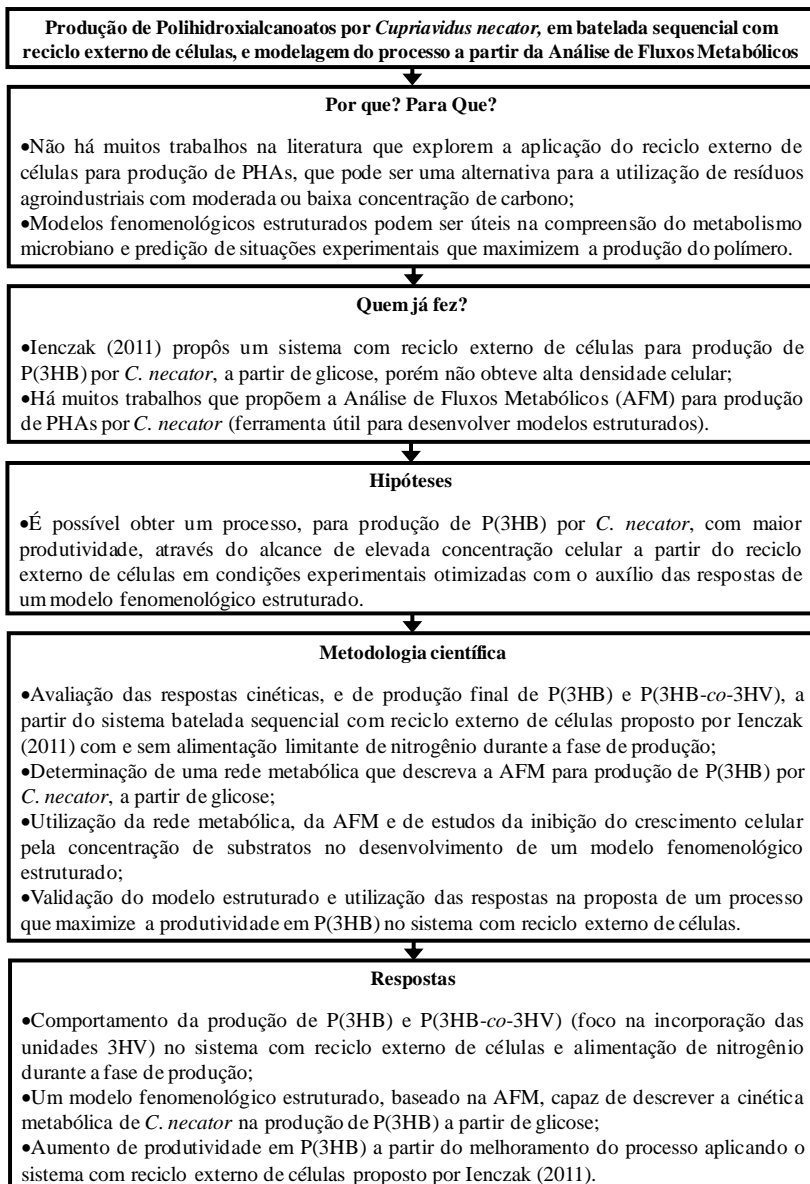 Produção de Polihidroxialcanoatos por Cupriavidus necator, em batelada sequencial com
reciclo externo de células, e modelagem do processo a partir da Análise de Fluxos Metabólicos
Por que? Para Que?
•Não há muitos trabalhos na literatura que explorem a aplicação do reciclo externo de
células para produção de PHAs, que pode ser uma alternativa para a utilização de resíduos
agroindustriais com moderada ou baixa concentração de carbono;
•Modelos fenomenológicos estruturados podem ser úteis na compreensão do metabolismo
microbiano e predição de situações experimentais que maximizem a produção do polímero.
Quem já fez?
•Ienczak (2011) propôs um sistema com reciclo externo de células para produção de
P(3HB) por C. necator, a partir de glicose, porém não obteve alta densidade celular;
•Há muitos trabalhos que propõem a Análise de Fluxos Metabólicos (AFM) para produção
de PHAs por C. necator (ferramenta útil para desenvolver modelos estruturados).
Hipóteses
•É possível obter um processo, para produção de P(3HB) por C. necator, com maior
produtividade, através do alcance de elevada concentração celular a partir do reciclo
externo de células em condições experimentais otimizadas com o auxílio das respostas de
um modelo fenomenológico estruturado.
Metodologia científica
•Avaliação das respostas cinéticas, e de produção final de P(3HB) e P(3HB-co-3HV), a
partir do sistema batelada sequencial com reciclo externo de células proposto por Ienczak
(2011) com e sem alimentação limitante de nitrogênio durante a fase de produção;
•Determinação de uma rede metabólica que descreva a AFM para produção de P(3HB) por
C. necator, a partir de glicose;
•Utilização da rede metabólica, da AFM e de estudos da inibição do crescimento celular
pela concentração de substratos no desenvolvimento de um modelo fenomenológico
estruturado;
•Validação do modelo estruturado e utilização das respostas na proposta de um processo
que maximize a produtividade em P(3HB) no sistema com reciclo externo de células.
Respostas
•Comportamento da produção de P(3HB) e P(3HB-co-3HV) (foco na incorporação das
unidades 3HV) no sistema com reciclo externo de células e alimentação de nitrogênio
durante a fase de produção;
•Um modelo fenomenológico estruturado, baseado na AFM, capaz de descrever a cinética
metabólica de C. necator na produção de P(3HB) a partir de glicose;
•Aumento de produtividade em P(3HB) a partir do melhoramento do processo aplicando o
sistema com reciclo externo de células proposto por Ienczak (2011).